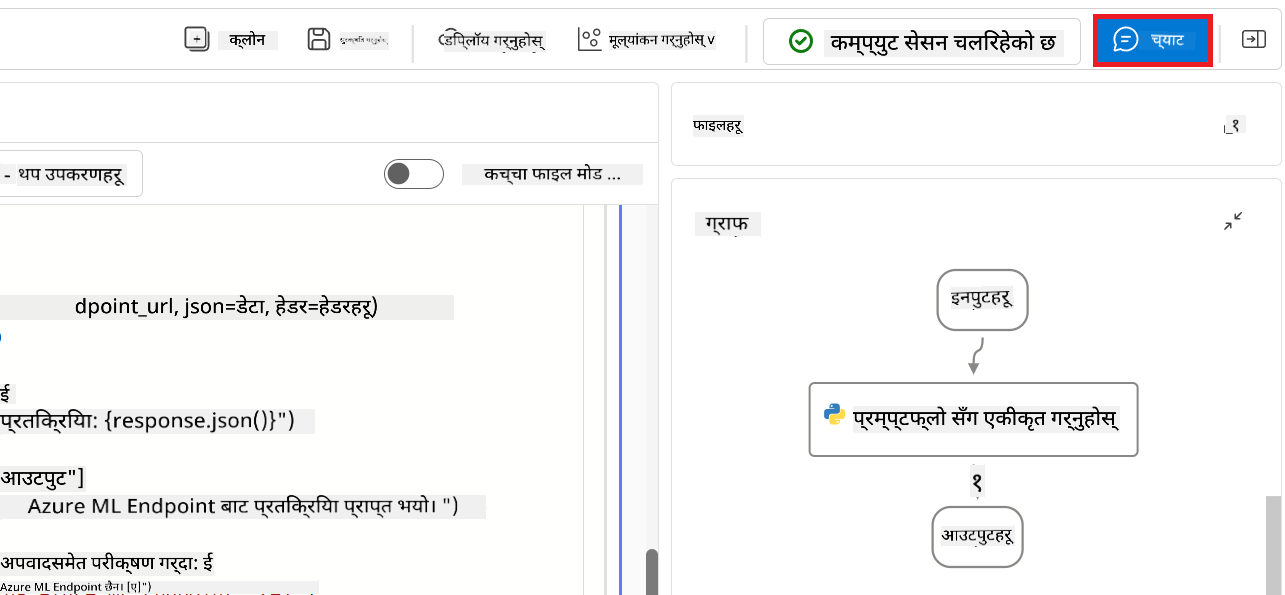 क्लोन
डिप्लॉय गर्नुहोस्
मूल्यांकन गर्नुहोस् v
कम्प्युट सेसन चलिरहेको छ
च्याट
फाइलहरू
१
- थप उपकरणहरू
कच्चा फाइल मोड ...
ग्राफ
इनपुटहरू
dpoint_url, json=डेटा, हेडर=हेडरहरू)
ई
प्रतिक्रिया: {response.json()}")
प्रम्प्टफ्लो सँग एकीकृत गर्नुहोस्
आउटपुट"]
१
Azure ML Endpoint बाट प्रतिक्रिया प्राप्त भयो। ")
आउटपुटहरू
अपवादसमेत परीक्षण गर्दा: ई
Azure ML Endpoint छैन। [ए]")